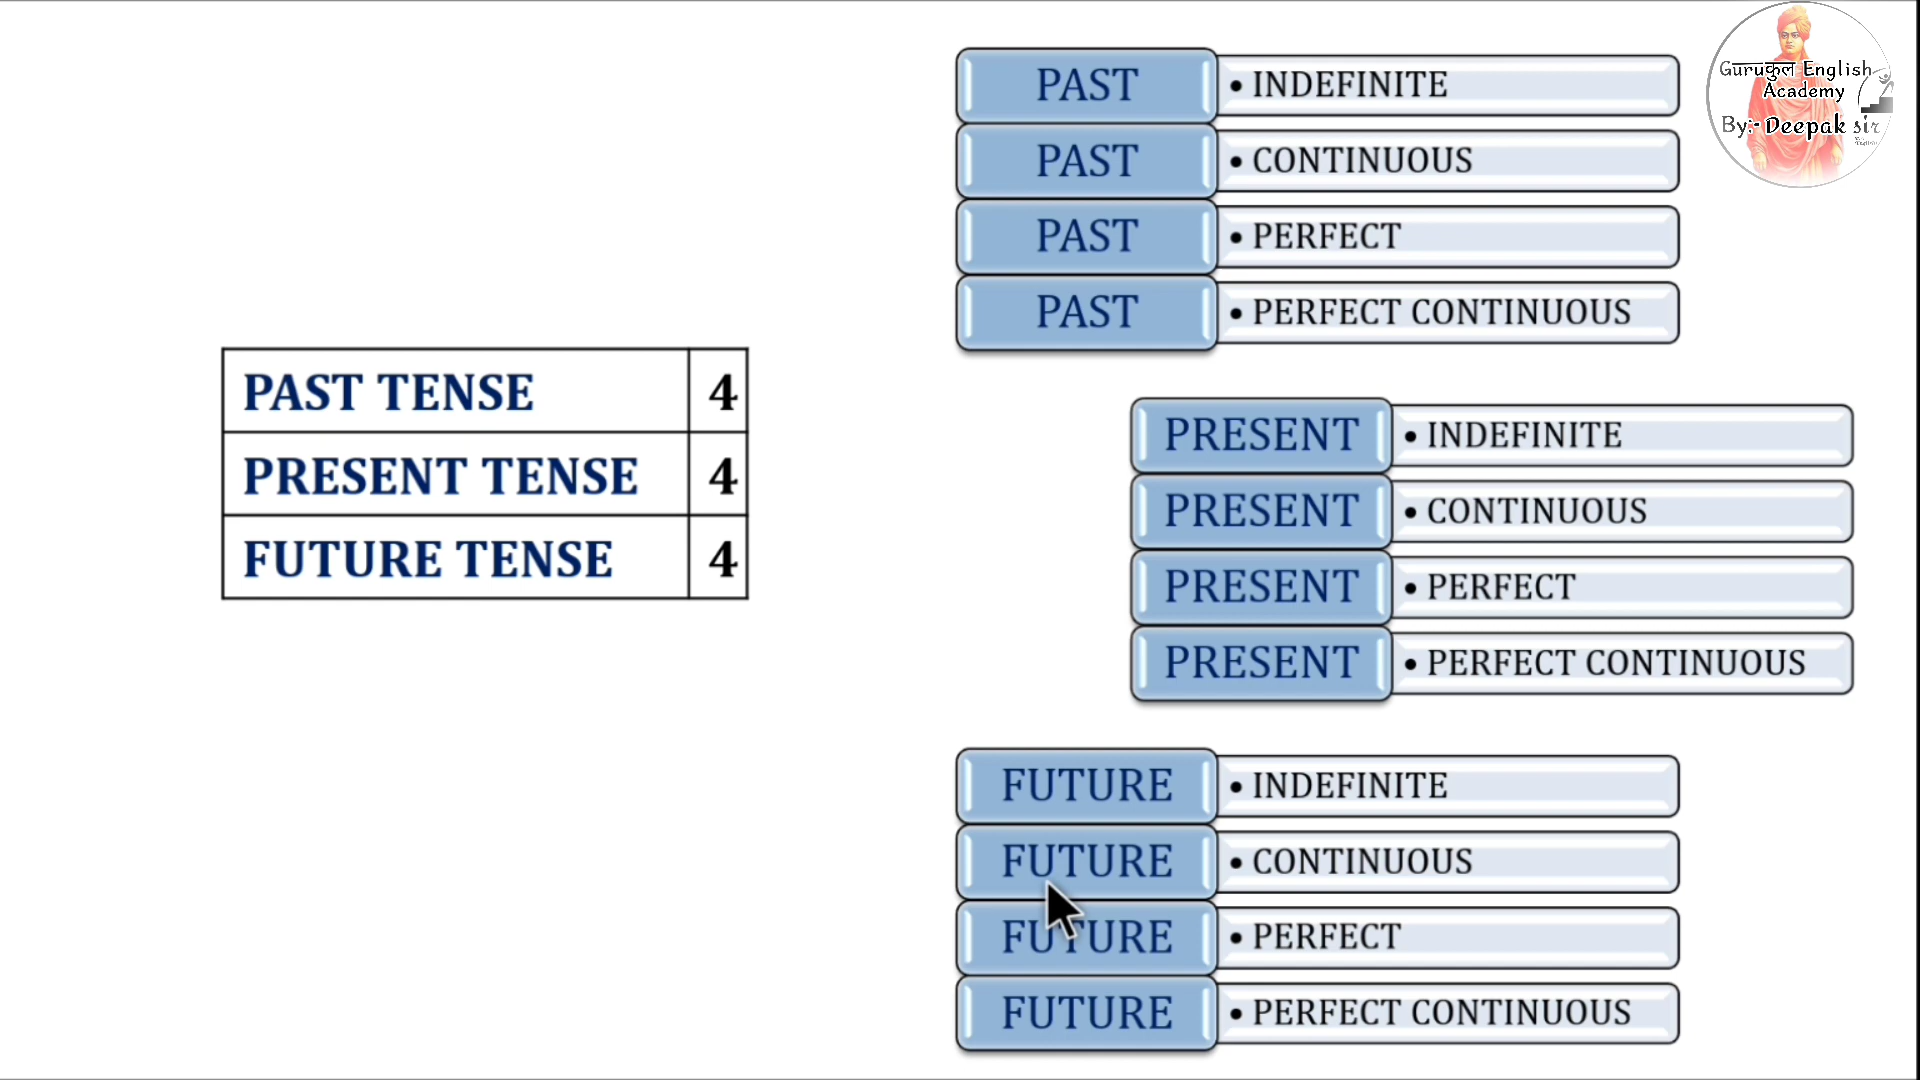 PAST TENSE 4
PRESENT TENSE 4
FUTURE TENSE 4
PAST • INDEFINITE
PAST • CONTINUOUS
PAST • PERFECT
PAST • PERFECT CONTINUOUS
PRESENT • INDEFINITE
PRESENT • CONTINUOUS
PRESENT • PERFECT
PRESENT • PERFECT CONTINUOUS
FUTURE • INDEFINITE
FUTURE • CONTINUOUS
FUTURE • PERFECT
FUTURE • PERFECT CONTINUOUS
Guruकुल English
Academy
By:- Deepak sir